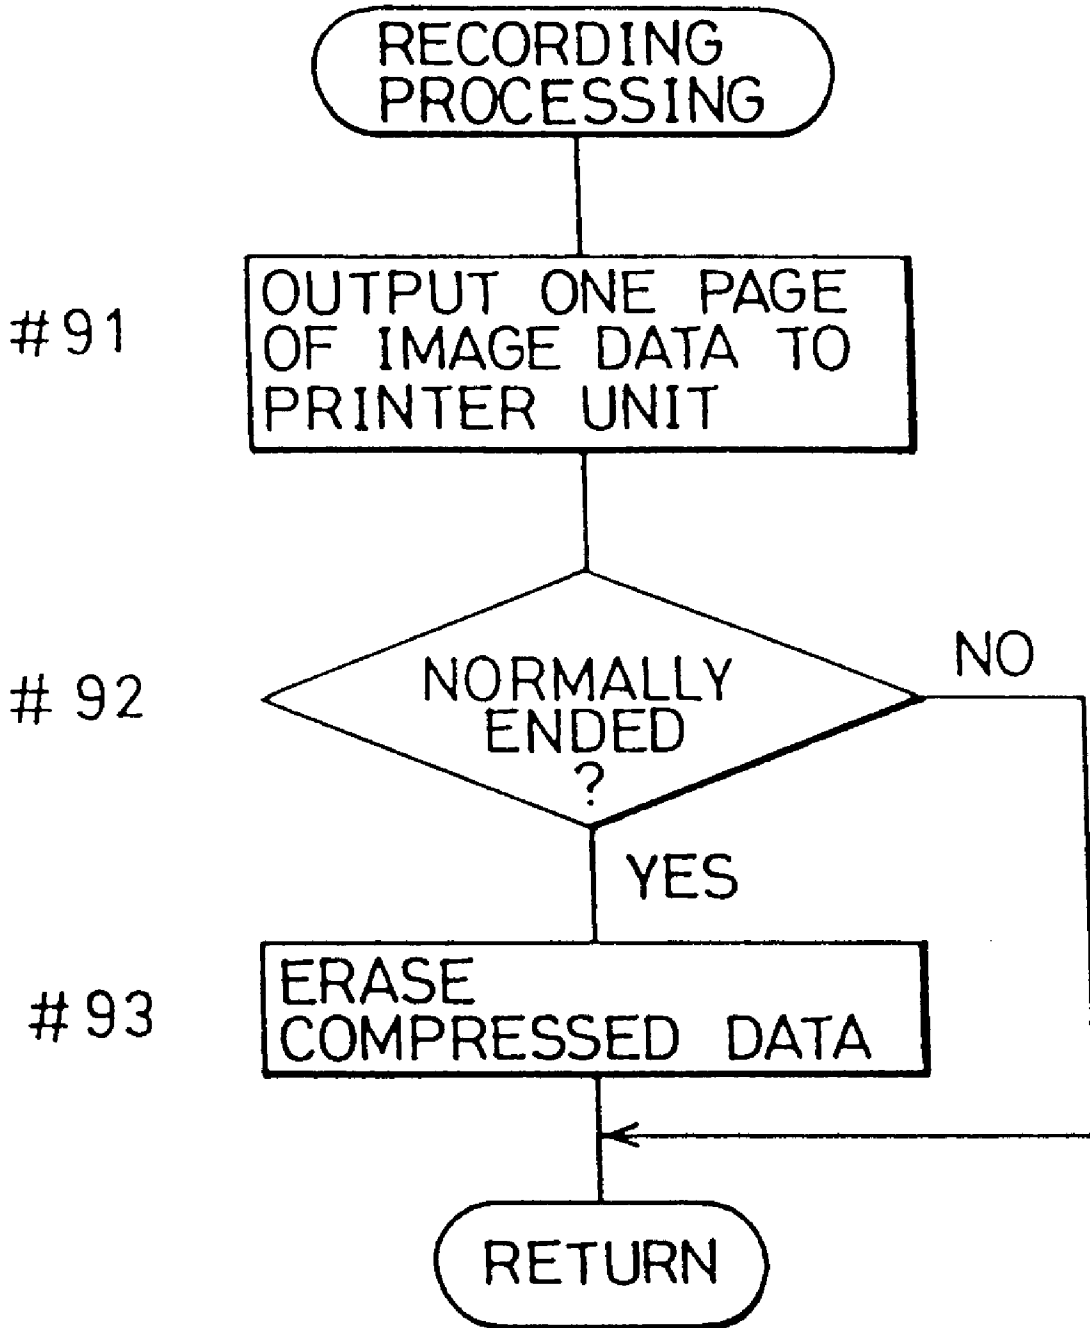 RECORDING
PROCESSING
#91
OUTPUT ONE PAGE
OF IMAGE DATA TO
PRINTER UNIT
#92
NORMALLY
ENDED
?
NO
YES
#93
ERASE
COMPRESSED DATA
RETURN